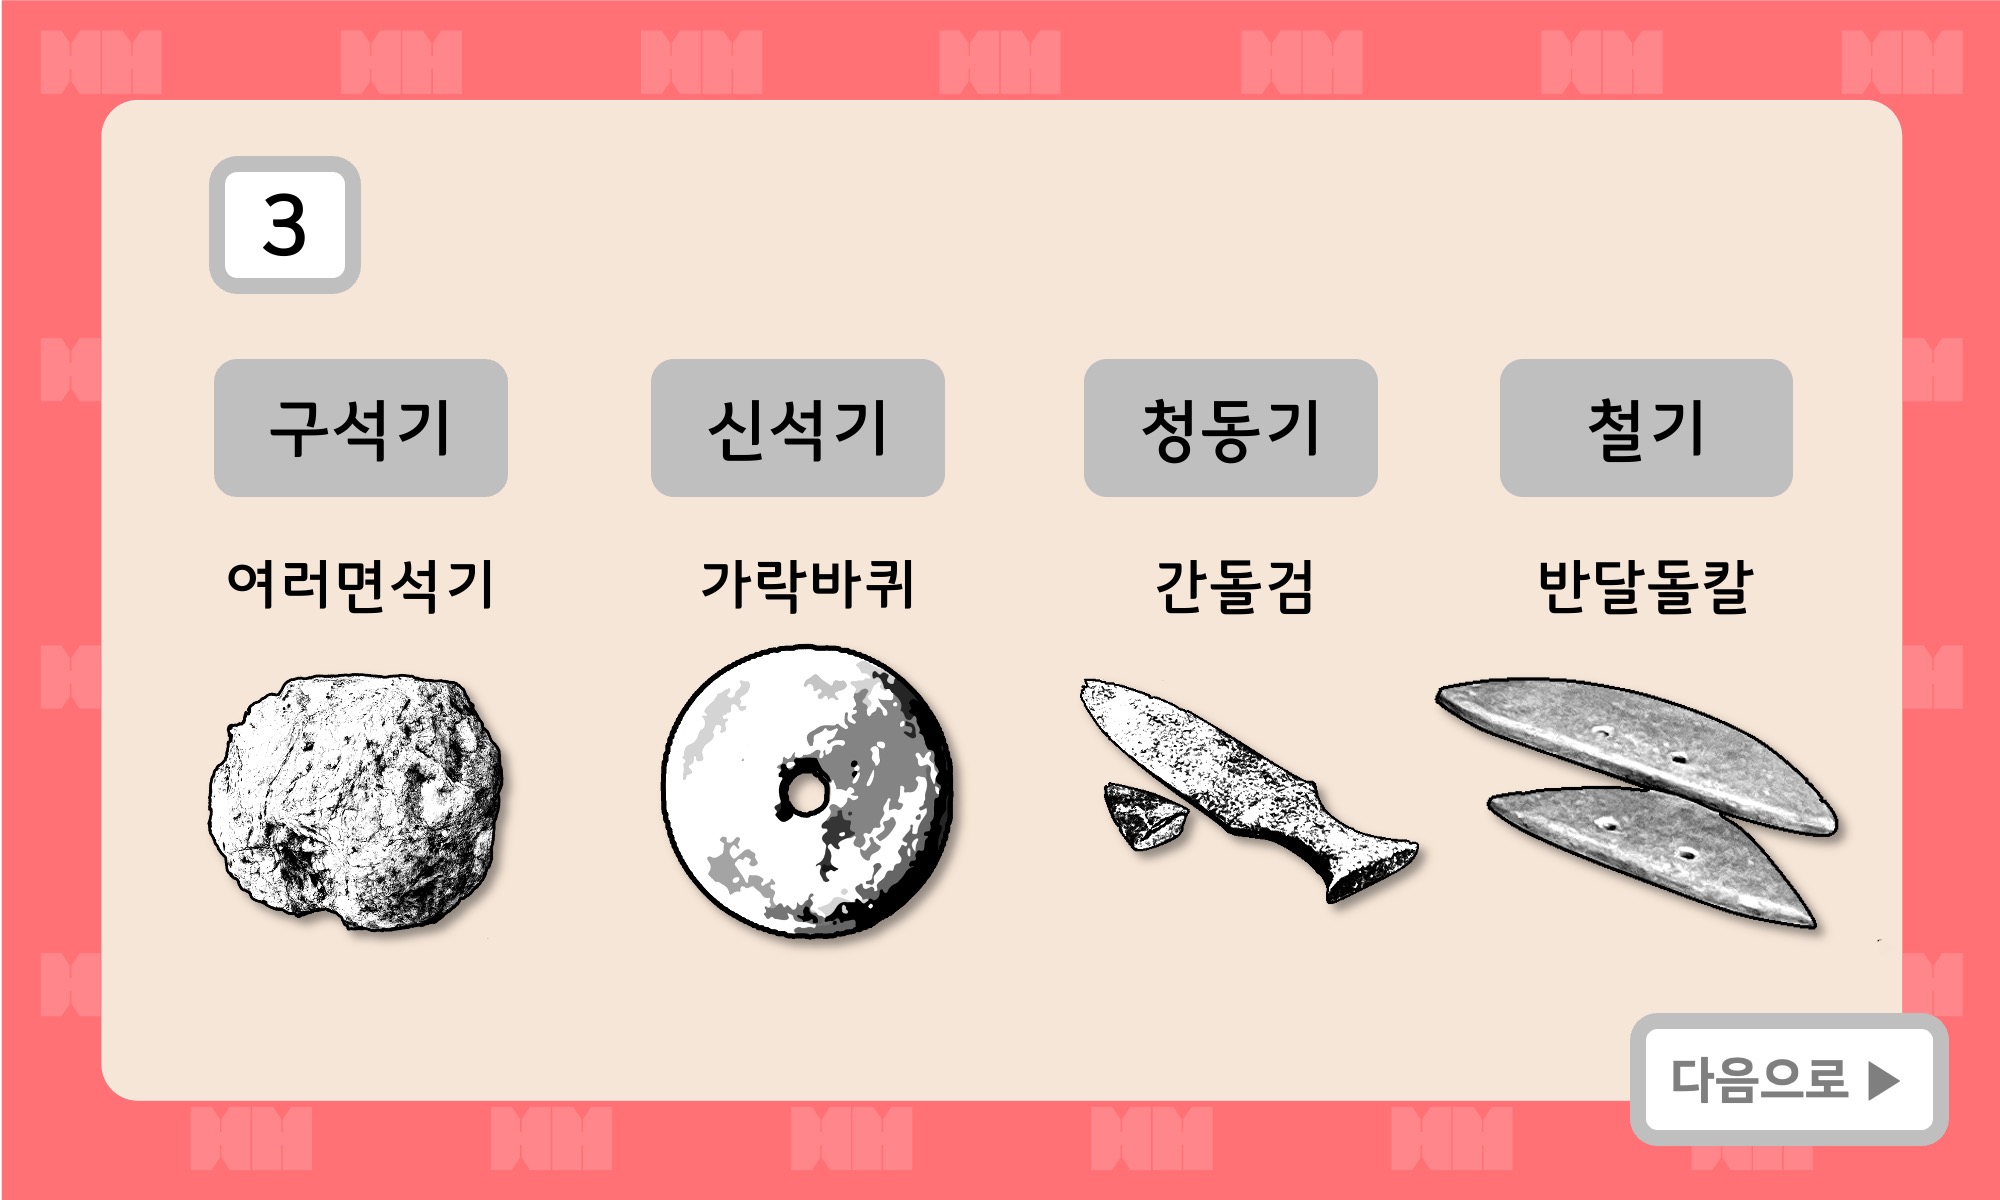 3
구석기
신석기
청동기
철기
여러면석기
가락바퀴
간돌검
반달돌칼
다음으로 ▶